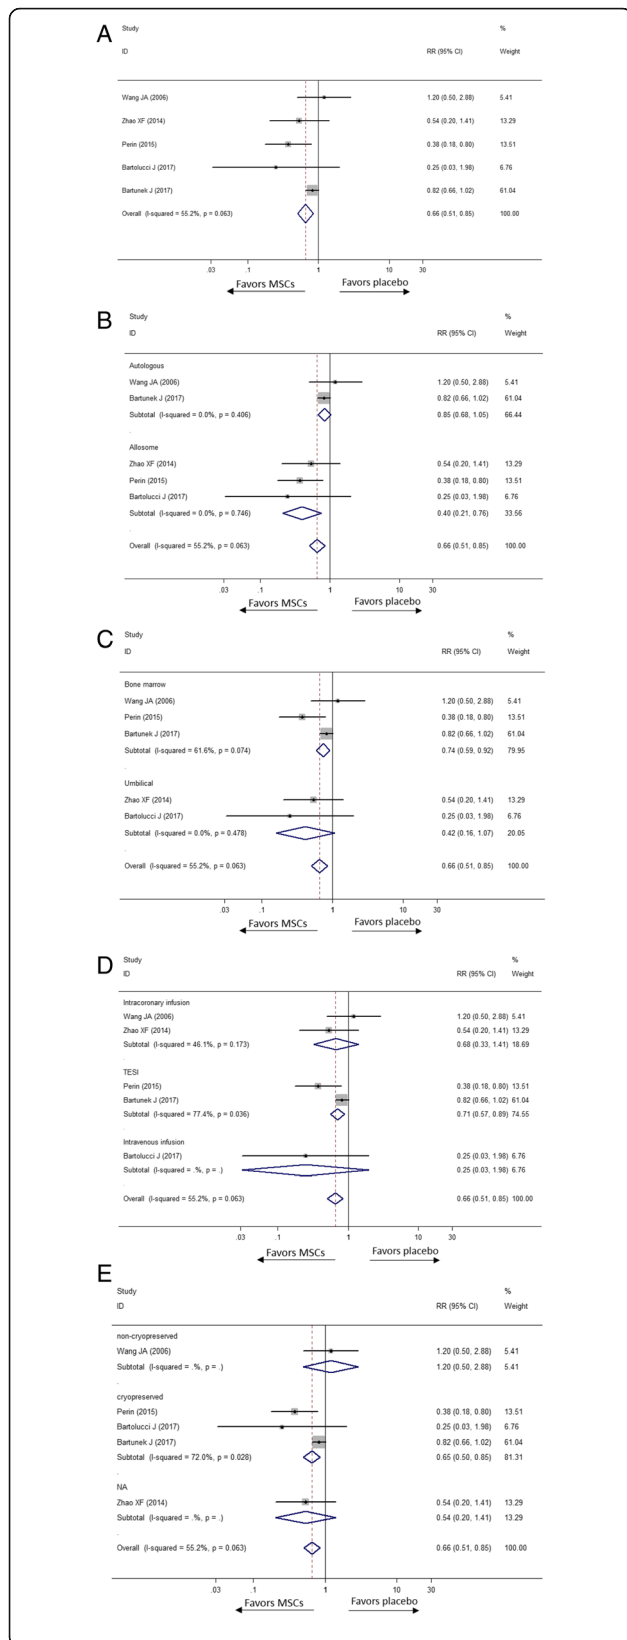 A
Study %
ID RR (95% CI) Weight
Wang JA (2006) 1.20 (0.50, 2.88) 5.41
Zhao XF (2014) 0.54 (0.20, 1.41) 13.29
Perin (2015) 0.38 (0.18, 0.80) 13.51
Bartolucci J (2017) 0.25 (0.03, 1.98) 6.76
Bartunek J (2017) 0.82 (0.66, 1.02) 61.04
Overall (I-squared = 55.2%, p = 0.063) 0.66 (0.51, 0.85) 100.00
.03 .1 1 10 30
Favors MSCs Favors placebo
B
Study %
ID RR (95% CI) Weight
Autologous
Wang JA (2006) 1.20 (0.50, 2.88) 5.41
Bartunek J (2017) 0.82 (0.66, 1.02) 61.04
Subtotal (I-squared = 0.0%, p = 0.406) 0.85 (0.68, 1.05) 66.44
.
Allosome
Zhao XF (2014) 0.54 (0.20, 1.41) 13.29
Perin (2015) 0.38 (0.18, 0.80) 13.51
Bartolucci J (2017) 0.25 (0.03, 1.98) 6.76
Subtotal (I-squared = 0.0%, p = 0.746) 0.40 (0.21, 0.76) 33.56
.
Overall (I-squared = 55.2%, p = 0.063) 0.66 (0.51, 0.85) 100.00
.03 .1 1 10 30
Favors MSCs Favors placebo
C
Study %
ID RR (95% CI) Weight
Bone marrow
Wang JA (2006) 1.20 (0.50, 2.88) 5.41
Perin (2015) 0.38 (0.18, 0.80) 13.51
Bartunek J (2017) 0.82 (0.66, 1.02) 61.04
Subtotal (I-squared = 61.6%, p = 0.074) 0.74 (0.59, 0.92) 79.95
.
Umbilical
Zhao XF (2014) 0.54 (0.20, 1.41) 13.29
Bartolucci J (2017) 0.25 (0.03, 1.98) 6.76
Subtotal (I-squared = 0.0%, p = 0.478) 0.42 (0.16, 1.07) 20.05
.
Overall (I-squared = 55.2%, p = 0.063) 0.66 (0.51, 0.85) 100.00
.03 .1 1 10 30
Favors MSCs Favors placebo
D
Study %
ID RR (95% CI) Weight
Intracoronary infusion
Wang JA (2006) 1.20 (0.50, 2.88) 5.41
Zhao XF (2014) 0.54 (0.20, 1.41) 13.29
Subtotal (I-squared = 46.1%, p = 0.173) 0.68 (0.33, 1.41) 18.69
.
TESI
Perin (2015) 0.38 (0.18, 0.80) 13.51
Bartunek J (2017) 0.82 (0.66, 1.02) 61.04
Subtotal (I-squared = 77.4%, p = 0.036) 0.71 (0.57, 0.89) 74.55
.
Intravenous infusion
Bartolucci J (2017) 0.25 (0.03, 1.98) 6.76
Subtotal (I-squared = .%, p = .) 0.25 (0.03, 1.98) 6.76
.
Overall (I-squared = 55.2%, p = 0.063) 0.66 (0.51, 0.85) 100.00
.03 .1 1 10 30
Favors MSCs Favors placebo
E
Study %
ID RR (95% CI) Weight
non-cryopreserved
Wang JA (2006) 1.20 (0.50, 2.88) 5.41
Subtotal (I-squared = .%, p = .) 1.20 (0.50, 2.88) 5.41
.
cryopreserved
Perin (2015) 0.38 (0.18, 0.80) 13.51
Bartolucci J (2017) 0.25 (0.03, 1.98) 6.76
Bartunek J (2017) 0.82 (0.66, 1.02) 61.04
Subtotal (I-squared = 72.0%, p = 0.028) 0.65 (0.50, 0.85) 81.31
.
NA
Zhao XF (2014) 0.54 (0.20, 1.41) 13.29
Subtotal (I-squared = .%, p = .) 0.54 (0.20, 1.41) 13.29
.
Overall (I-squared = 55.2%, p = 0.063) 0.66 (0.51, 0.85) 100.00
.03 .1 1 10 30
Favors MSCs Favors placebo